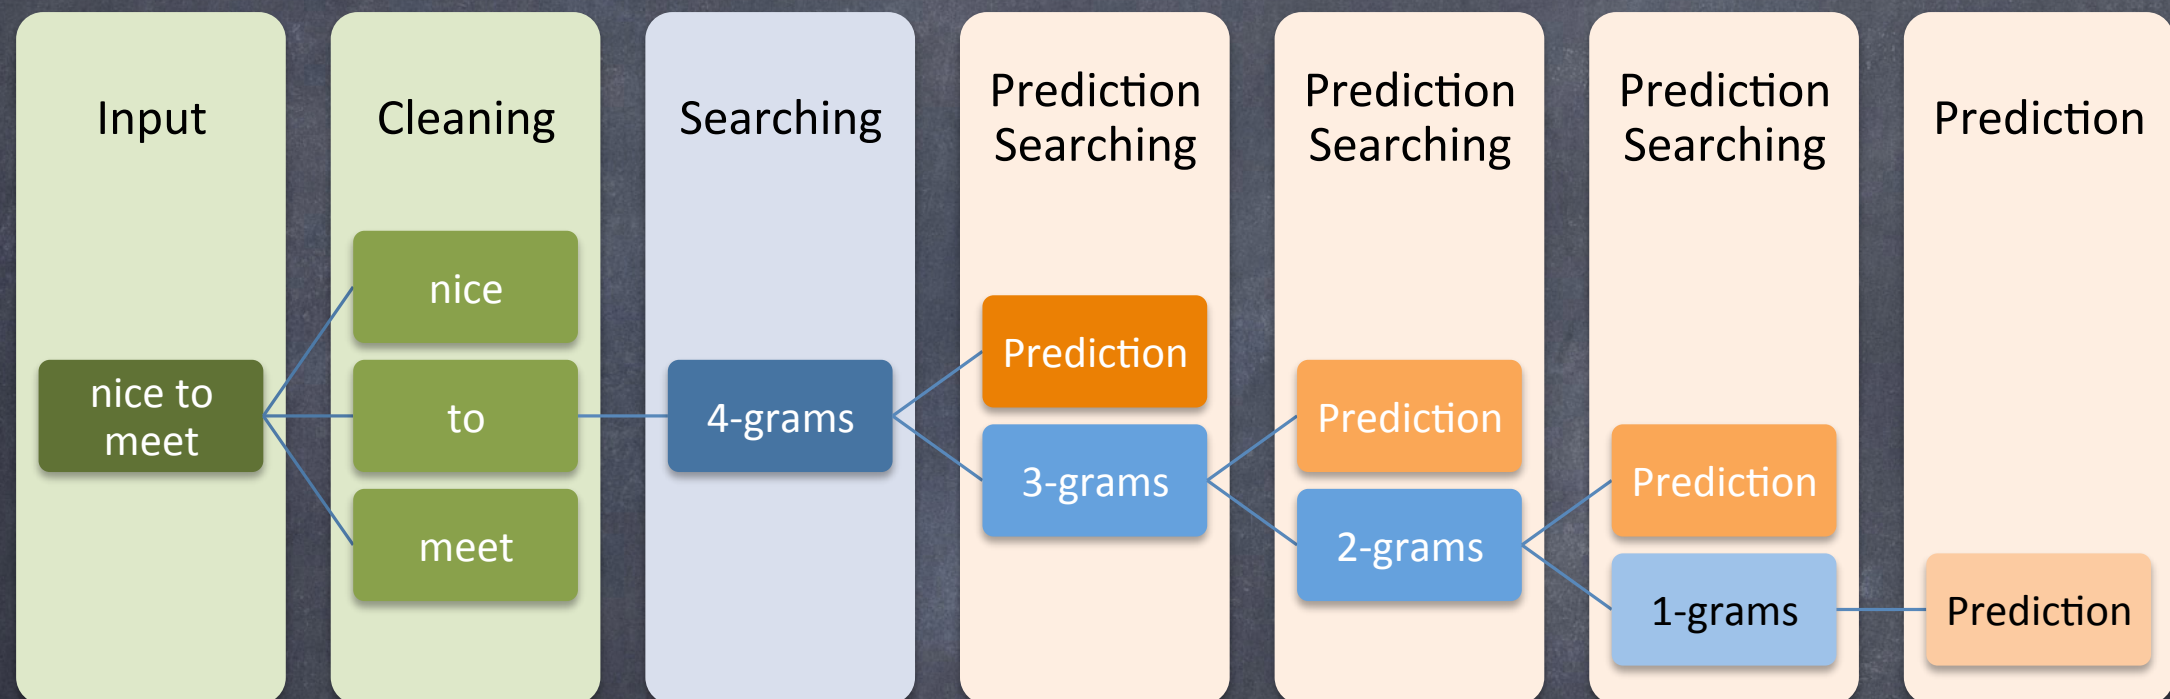 Input
nice to
meet
Cleaning
nice
to
meet
Searching
4-grams
Prediction
Searching
Prediction
3-grams
Prediction
Searching
Prediction
2-grams
Prediction
Searching
Prediction
1-grams
Prediction
Prediction